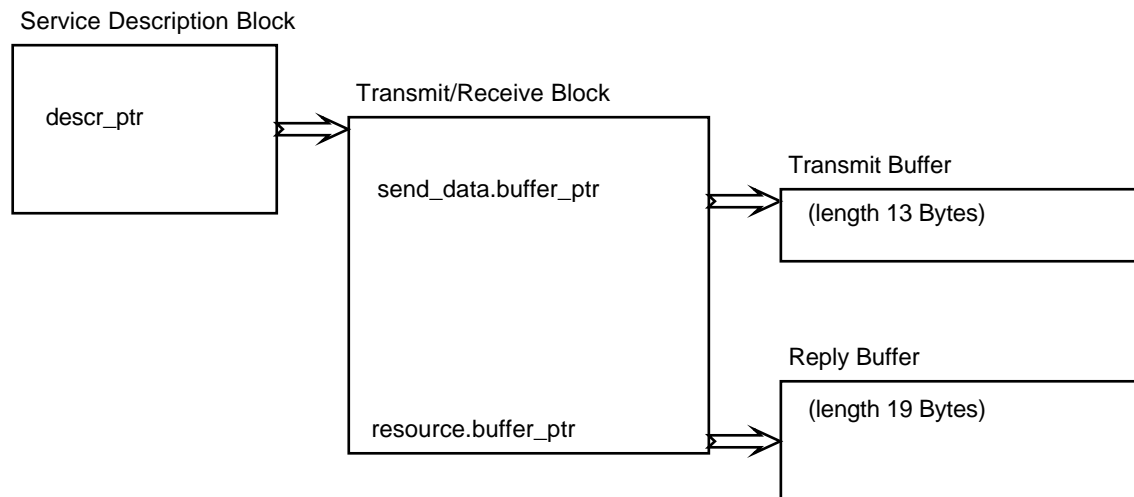 Service Description Block
descr_ptr
Transmit/Receive Block
send_data.buffer_ptr
resource.buffer_ptr
Transmit Buffer
(length 13 Bytes)
Reply Buffer
(length 19 Bytes)